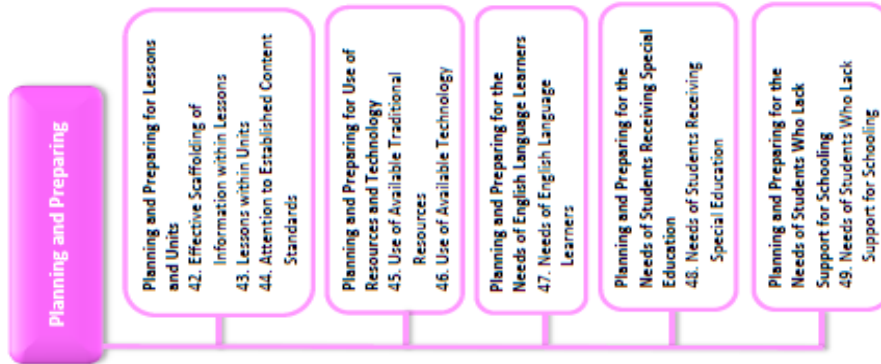 Planning and Preparing
Planning and Preparing for Lessons
and Units
42. Effective Scaffolding of
Information within Lessons
43. Lessons within Units
44. Attention to Established Content
Standards
Planning and Preparing for Use of
Resources and Technology
45. Use of Available Traditional
Resources
46. Use of Available Technology
Planning and Preparing for the
Needs of English Language Learners
47. Needs of English Language
Learners
Planning and Preparing for the
Needs of Students Receiving Special
Education
48. Needs of Students Receiving
Special Education
Planning and Preparing for the
Needs of Students Who Lack
Support for Schooling
49. Needs of Students Who Lack
Support for Schooling